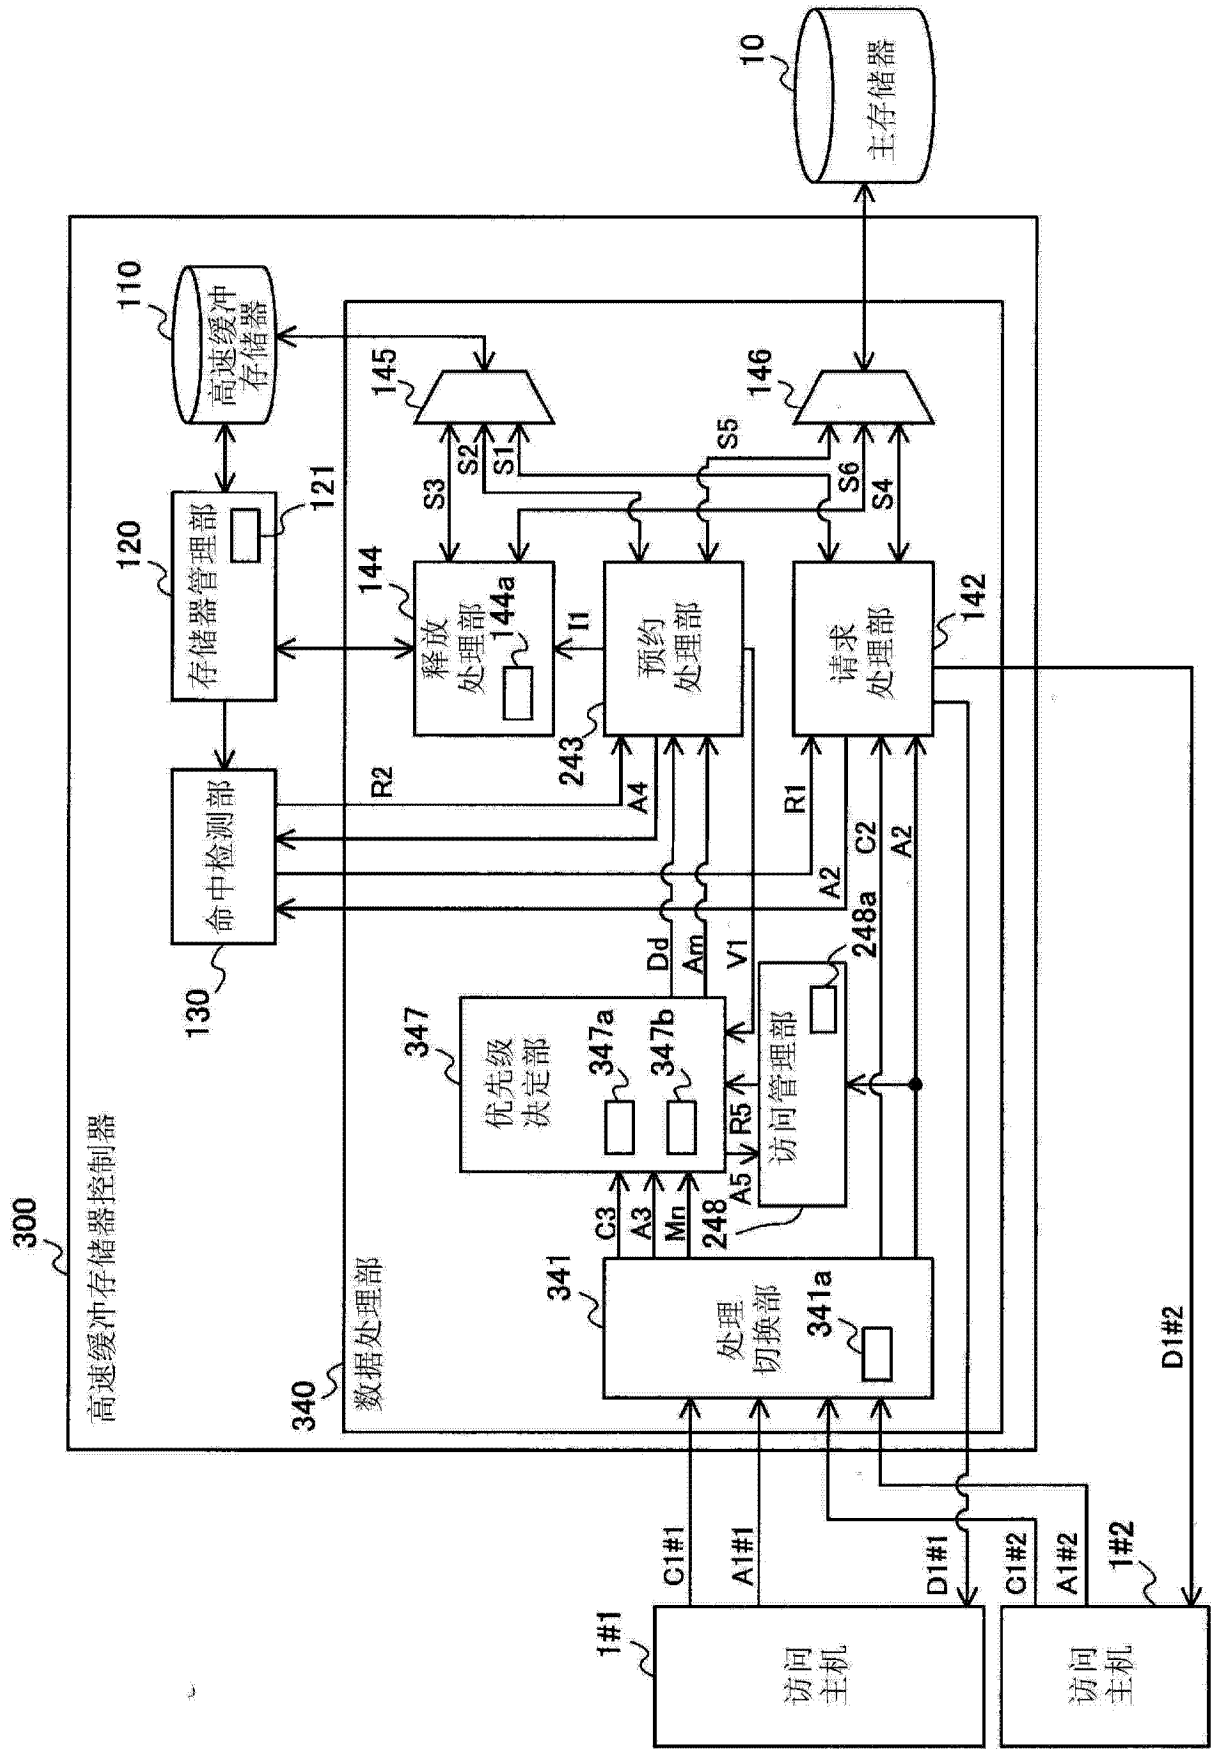 300
高速缓冲存储器控制器
110
高速缓冲
存储器
120
存储器管理部
121
130
命中检测部
10
主存储器
340
数据处理部
341
处理
切换部
341a
347
优先级
决定部
347a
347b
248
访问管理部
248a
144
释放
处理部
144a
243
预约
处理部
142
请求
处理部
145
146
1#1
访问
主机
1#2
访问
主机
C1#1
A1#1
D1#1
C1#2
A1#2
D1#2
C3
A3
Mn
A5
R5
V1
Dd
Am
R2
A4
R1
A2
C2
A2
I1
S3
S2
S1
S5
S6
S4